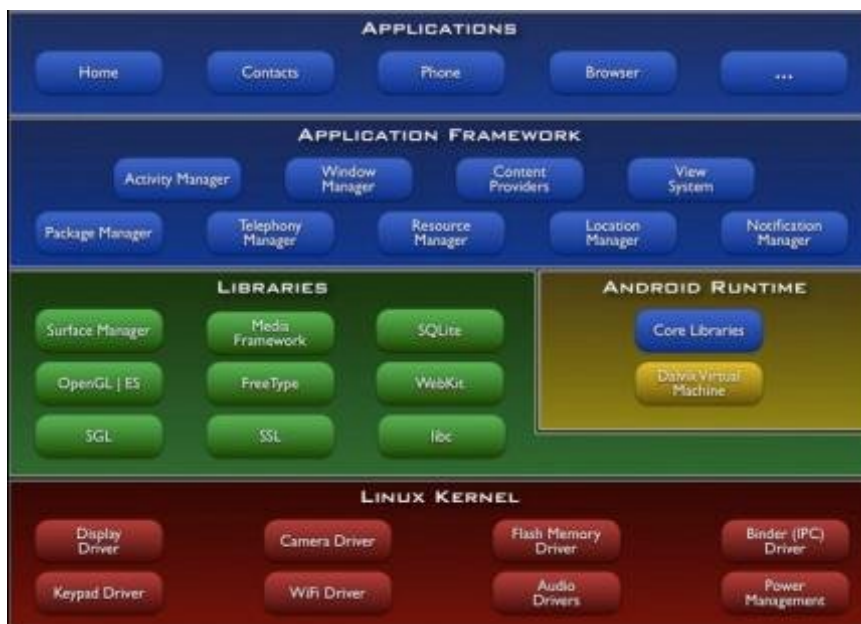 APPLICATIONS
Home
Contacts
Phone
Browser
...
APPLICATION FRAMEWORK
Activity Manager
Window
Manager
Content
Providers
View
System
Package Manager
Telephony
Manager
Resource
Manager
Location
Manager
Notification
Manager
LIBRARIES
Surface Manager
Media
Framework
SQLite
OpenGL | ES
FreeType
WebKit
SGL
SSL
libc
ANDROID RUNTIME
Core Libraries
Dalvik Virtual
Machine
LINUX KERNEL
Display
Driver
Camera Driver
Flash Memory
Driver
Binder (IPC)
Driver
Keypad Driver
WiFi Driver
Audio
Drivers
Power
Management